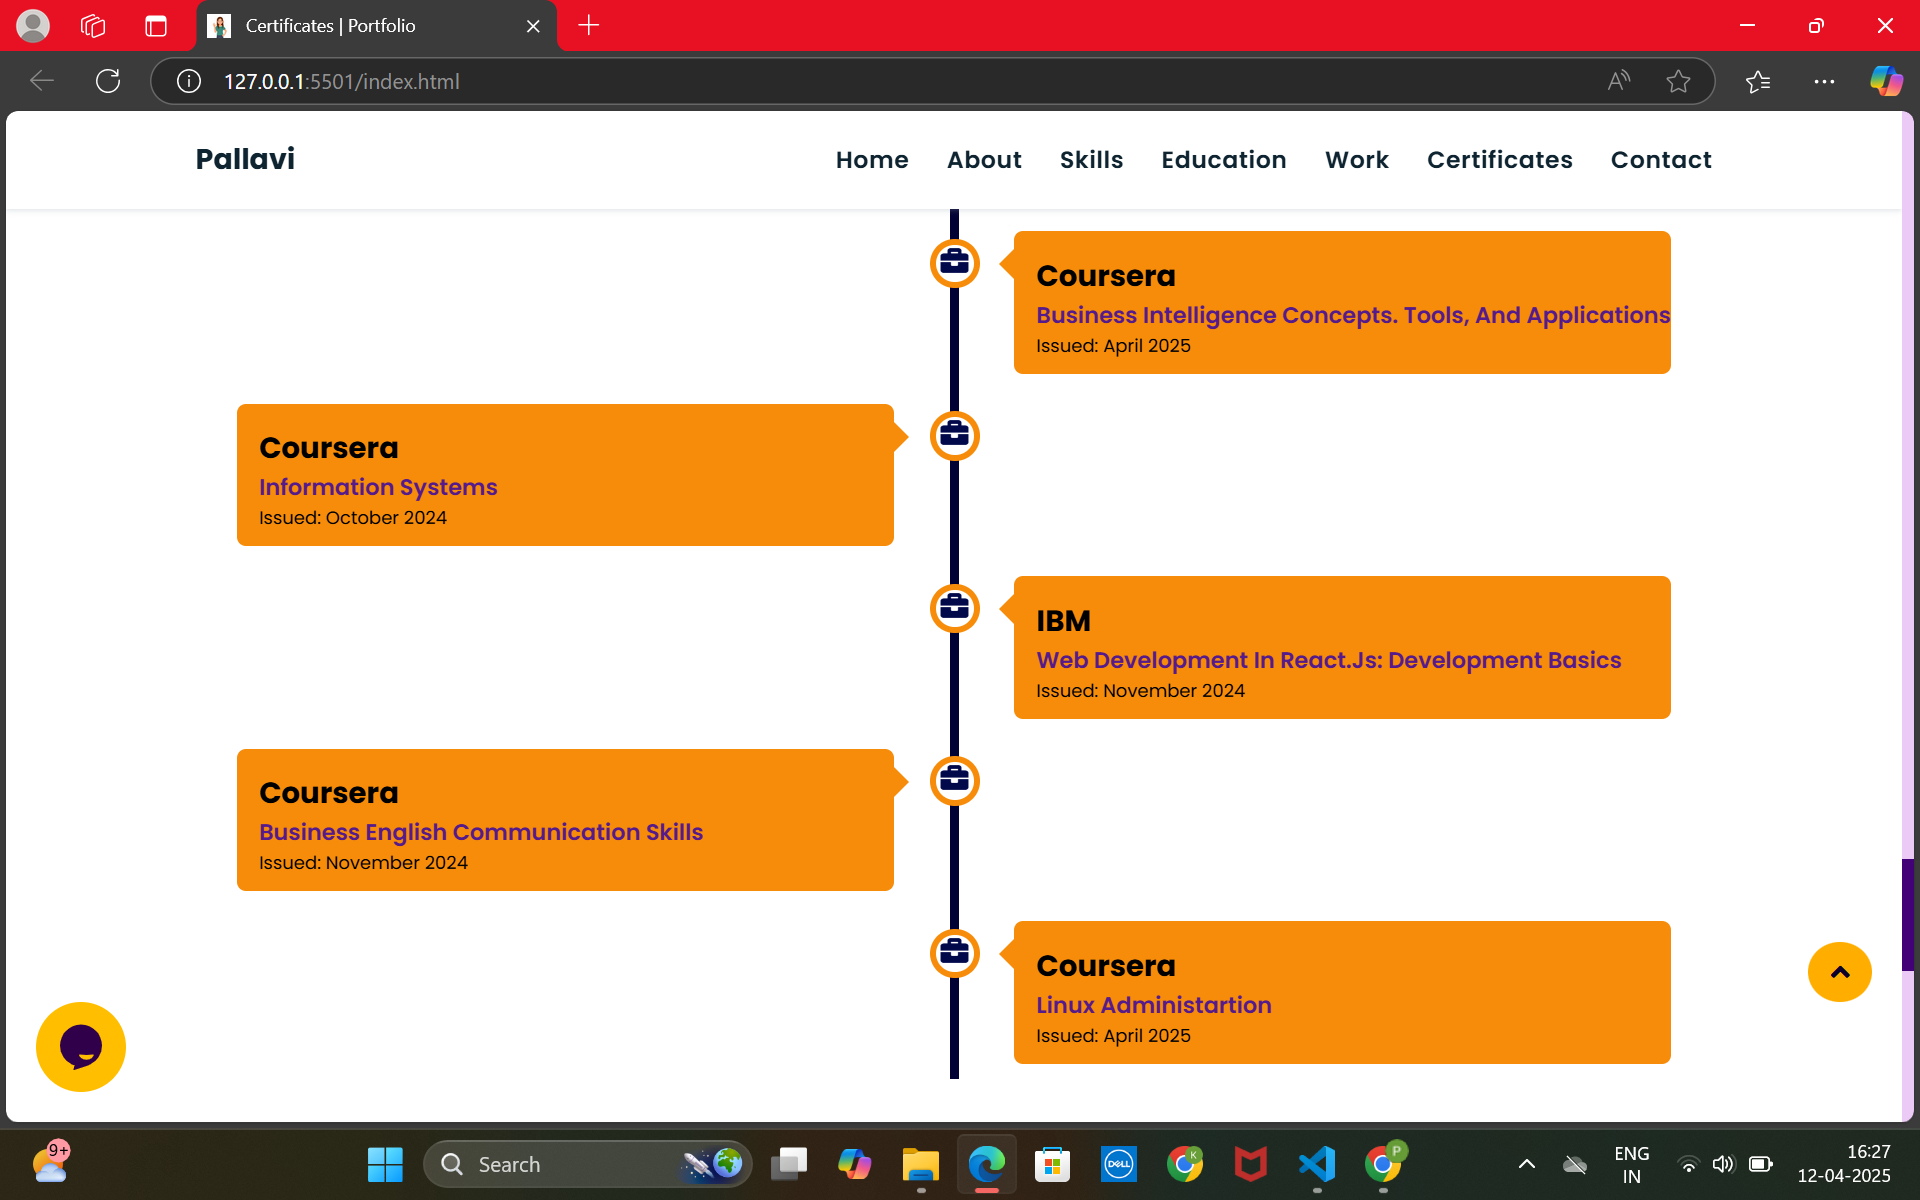 Certificates | Portfolio
127.0.0.1:5501/index.html
Pallavi
Home About Skills Education Work Certificates Contact
Coursera
Business Intelligence Concepts. Tools, And Applications
Issued: April 2025
Coursera
Information Systems
Issued: October 2024
IBM
Web Development In React.Js: Development Basics
Issued: November 2024
Coursera
Business English Communication Skills
Issued: November 2024
Coursera
Linux Administartion
Issued: April 2025
9+
Search
DELL
K
P
ENG
IN
16:27
12-04-2025